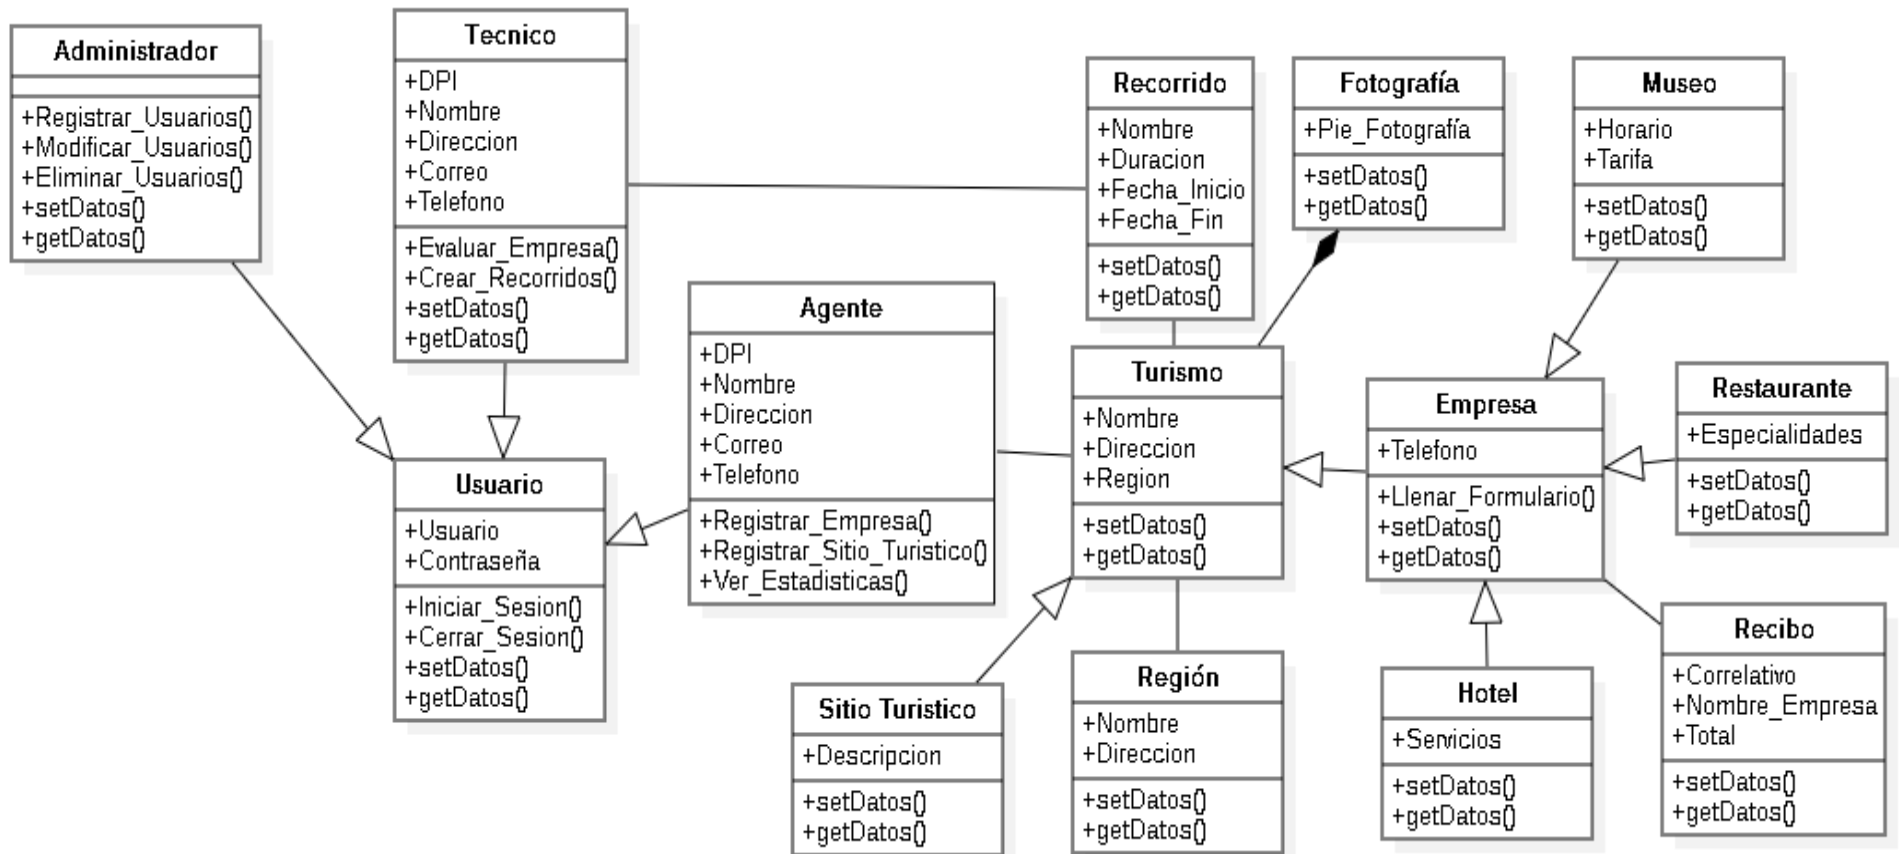 Administrador
+Registrar_Usuarios()
+Modificar_Usuarios()
+Eliminar_Usuarios()
+setDatos()
+getDatos()
Tecnico
+DPI
+Nombre
+Direccion
+Correo
+Telefono
+Evaluar_Empresa()
+Crear_Recorridos()
+setDatos()
+getDatos()
Recorrido
+Nombre
+Duracion
+Fecha_Inicio
+Fecha_Fin
+setDatos()
+getDatos()
Fotografía
+Pie_Fotografía
+setDatos()
+getDatos()
Museo
+Horario
+Tarifa
+setDatos()
+getDatos()
Agente
+DPI
+Nombre
+Direccion
+Correo
+Telefono
+Registrar_Empresa()
+Registrar_Sitio_Turistico()
+Ver_Estadisticas()
Turismo
+Nombre
+Direccion
+Region
+setDatos()
+getDatos()
Empresa
+Telefono
+Llenar_Formulario()
+setDatos()
+getDatos()
Restaurante
+Especialidades
+setDatos()
+getDatos()
Usuario
+Usuario
+Contraseña
+Iniciar_Sesion()
+Cerrar_Sesion()
+setDatos()
+getDatos()
Sitio Turistico
+Descripcion
+setDatos()
+getDatos()
Región
+Nombre
+Direccion
+setDatos()
+getDatos()
Hotel
+Servicios
+setDatos()
+getDatos()
Recibo
+Correlativo
+Nombre_Empresa
+Total
+setDatos()
+getDatos()